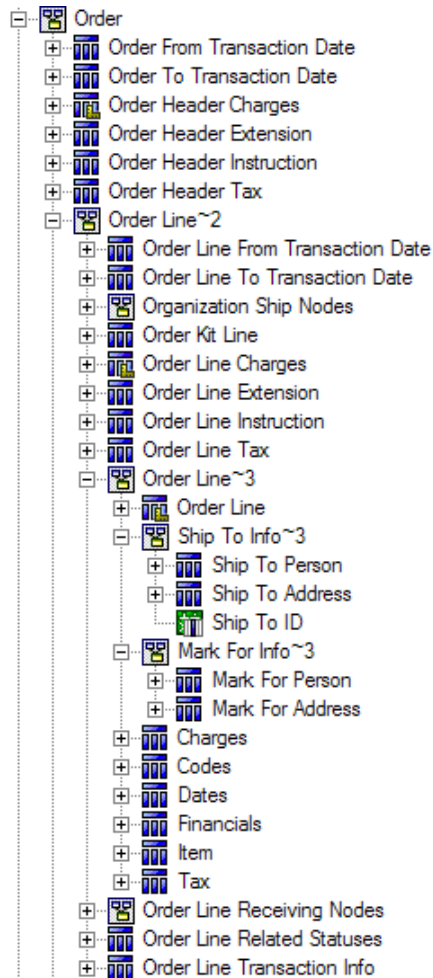 Order
Order From Transaction Date
Order To Transaction Date
Order Header Charges
Order Header Extension
Order Header Instruction
Order Header Tax
Order Line~2
Order Line From Transaction Date
Order Line To Transaction Date
Organization Ship Nodes
Order Kit Line
Order Line Charges
Order Line Extension
Order Line Instruction
Order Line Tax
Order Line~3
Order Line
Ship To Info~3
Ship To Person
Ship To Address
Ship To ID
Mark For Info~3
Mark For Person
Mark For Address
Charges
Codes
Dates
Financials
Item
Tax
Order Line Receiving Nodes
Order Line Related Statuses
Order Line Transaction Info